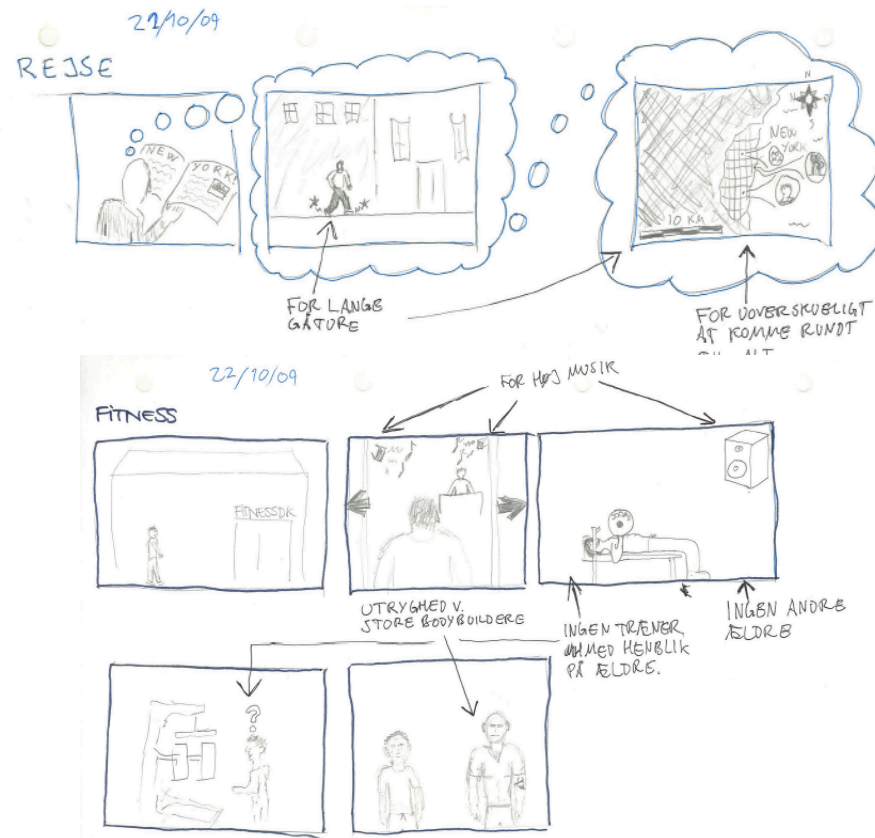 22/10/09
REJSE
NEW
YORK!
N
S
NEW
YORK
10 KM
FOR LANGE
GÅTURE
FOR UOVERSKUELIGT
AT KOMME RUNDT
22/10/09
FOR HØJ MUSIK
FITNESS
FITNESSDK
UTRYGHED V.
STORE BODYBUILDERE
INGEN TRÆNER
MED HENBLIK
PÅ ÆLDRE.
INGEN ANDRE
ÆLDRE
?